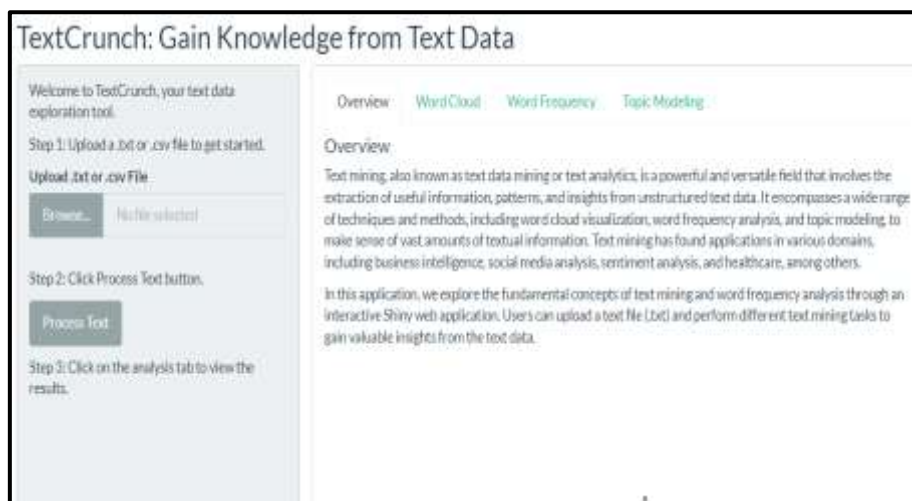 TextCrunch: Gain Knowledge from Text Data
Welcome to TextCrunch, your text data
exploration tool.
Step 1: Upload a .txt or .csv file to get started.
Upload .txt or .csv File
Browse... No file selected
Step 2: Click Process Text button.
Process Text
Step 3: Click on the analysis tab to view the
results.
Overview Word Cloud Word Frequency Topic Modeling
Overview
Text mining, also known as text data mining or text analytics, is a powerful and versatile field that involves the
extraction of useful information, patterns, and insights from unstructured text data. It encompasses a wide range
of techniques and methods, including word cloud visualization, word frequency analysis, and topic modeling, to
make sense of vast amounts of textual information. Text mining has found applications in various domains,
including business intelligence, social media analysis, sentiment analysis, and healthcare, among others.
In this application, we explore the fundamental concepts of text mining and word frequency analysis through an
interactive Shiny web application. Users can upload a text file (.txt) and perform different text mining tasks to
gain valuable insights from the text data.